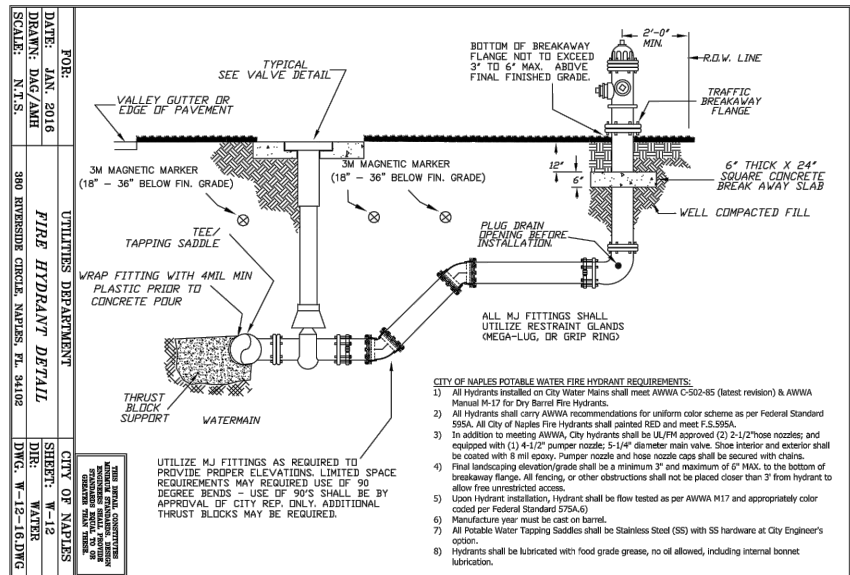 FOR:
DATE: JAN. 2016
DRAWN: DAG/AMH
SCALE: N.T.S.
UTILITIES DEPARTMENT
FIRE HYDRANT DETAIL
380 RIVERSIDE CIRCLE, NAPLES, FL. 34102
CITY OF NAPLES
SHEET: W-12
DIR: WATER
DWG. W-12-16.DWG
THIS DETAIL CONSTITUTES
MINIMUM STANDARDS. DESIGN
ENGINEERS SHALL PROVIDE
STANDARDS EQUAL TO OR
GREATER THAN THESE.
TYPICAL
SEE VALVE DETAIL
VALLEY GUTTER OR
EDGE OF PAVEMENT
BOTTOM OF BREAKAWAY
FLANGE NOT TO EXCEED
3" TO 6" MAX. ABOVE
FINAL FINISHED GRADE.
2'-0"
MIN.
R.O.W. LINE
TRAFFIC
BREAKAWAY
FLANGE
12"
6"
6" THICK X 24"
SQUARE CONCRETE
BREAK AWAY SLAB
WELL COMPACTED FILL
3M MAGNETIC MARKER
(18" – 36" BELOW FIN. GRADE)
3M MAGNETIC MARKER
(18" – 36" BELOW FIN. GRADE)
TEE/
TAPPING SADDLE
PLUG DRAIN
OPENING BEFORE
INSTALLATION.
WRAP FITTING WITH 4MIL MIN
PLASTIC PRIOR TO
CONCRETE POUR
ALL MJ FITTINGS SHALL
UTILIZE RESTRAINT GLANDS
(MEGA-LUG, OR GRIP RING)
THRUST
BLOCK
SUPPORT
WATERMAIN
UTILIZE MJ FITTINGS AS REQUIRED TO
PROVIDE PROPER ELEVATIONS. LIMITED SPACE
REQUIREMENTS MAY REQUIRED USE OF 90
DEGREE BENDS - USE OF 90'S SHALL BE BY
APPROVAL OF CITY REP. ONLY. ADDITIONAL
THRUST BLOCKS MAY BE REQUIRED.
CITY OF NAPLES POTABLE WATER FIRE HYDRANT REQUIREMENTS:
1) All Hydrants installed on City Water Mains shall meet AWWA C-502-85 (latest revision) & AWWA
Manual M-17 for Dry Barrel Fire Hydrants.
2) All Hydrants shall carry AWWA recommendations for uniform color scheme as per Federal Standard
595A. All City of Naples Fire Hydrants shall painted RED and meet F.S.595A.
3) In addition to meeting AWWA, City hydrants shall be UL/FM approved (2) 2-1/2"hose nozzles; and
equipped with (1) 4-1/2" pumper nozzle; 5-1/4" diameter main valve. Shoe interior and exterior shall
be coated with 8 mil epoxy. Pumper nozzle and hose nozzle caps shall be secured with chains.
4) Final landscaping elevation/grade shall be a minimum 3" and maximum of 6" MAX. to the bottom of
breakaway flange. All fencing, or other obstructions shall not be placed closer than 3' from hydrant to
allow free unrestricted access.
5) Upon Hydrant installation, Hydrant shall be flow tested as per AWWA M17 and appropriately color
coded per Federal Standard 575A.6)
6) Manufacture year must be cast on barrel.
7) All Potable Water Tapping Saddles shall be Stainless Steel (SS) with SS hardware at City Engineer's
option.
8) Hydrants shall be lubricated with food grade grease, no oil allowed, including internal bonnet
lubrication.